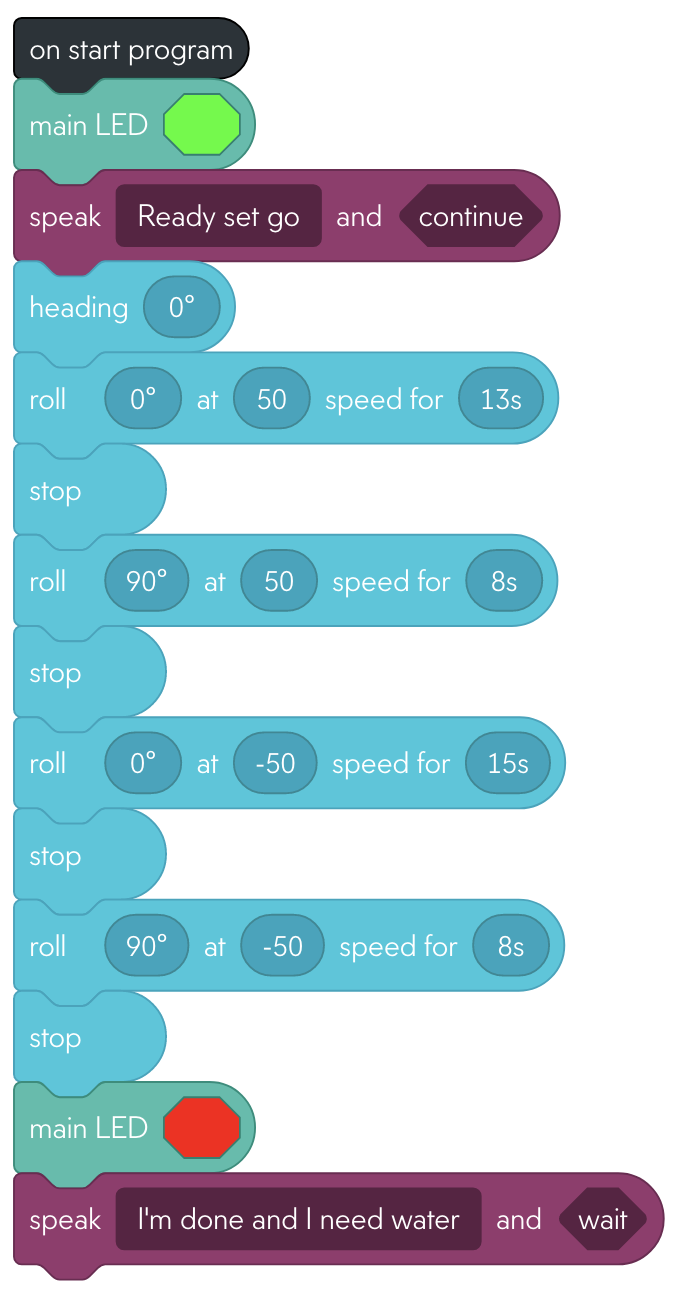 on start program
main LED
speak Ready set go and continue
heading 0°
roll 0° at 50 speed for 13s
stop
roll 90° at 50 speed for 8s
stop
roll 0° at -50 speed for 15s
stop
roll 90° at -50 speed for 8s
stop
main LED
speak I'm done and I need water and wait